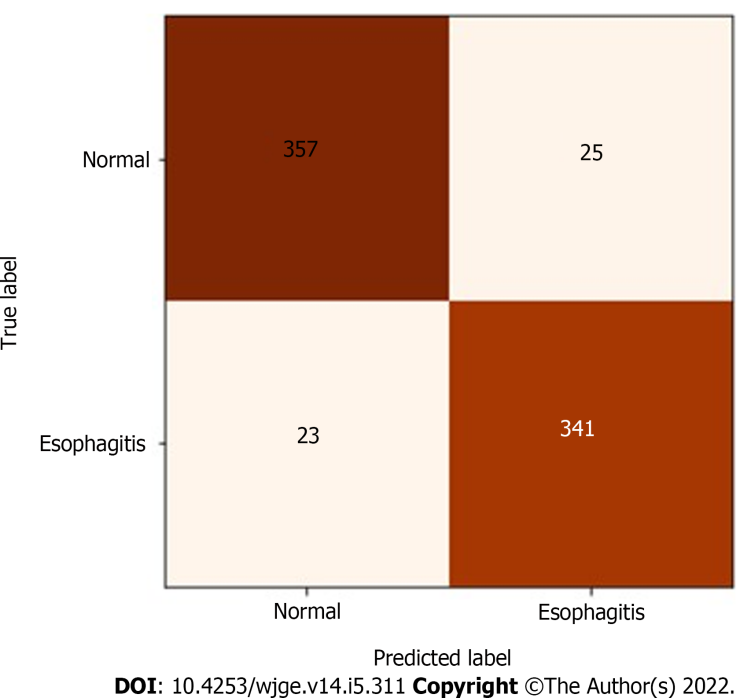 Normal
357
25
True label
Esophagitis
23
341
Normal
Esophagitis
Predicted label
DOI: 10.4253/wjge.v14.i5.311 Copyright ©The Author(s) 2022.